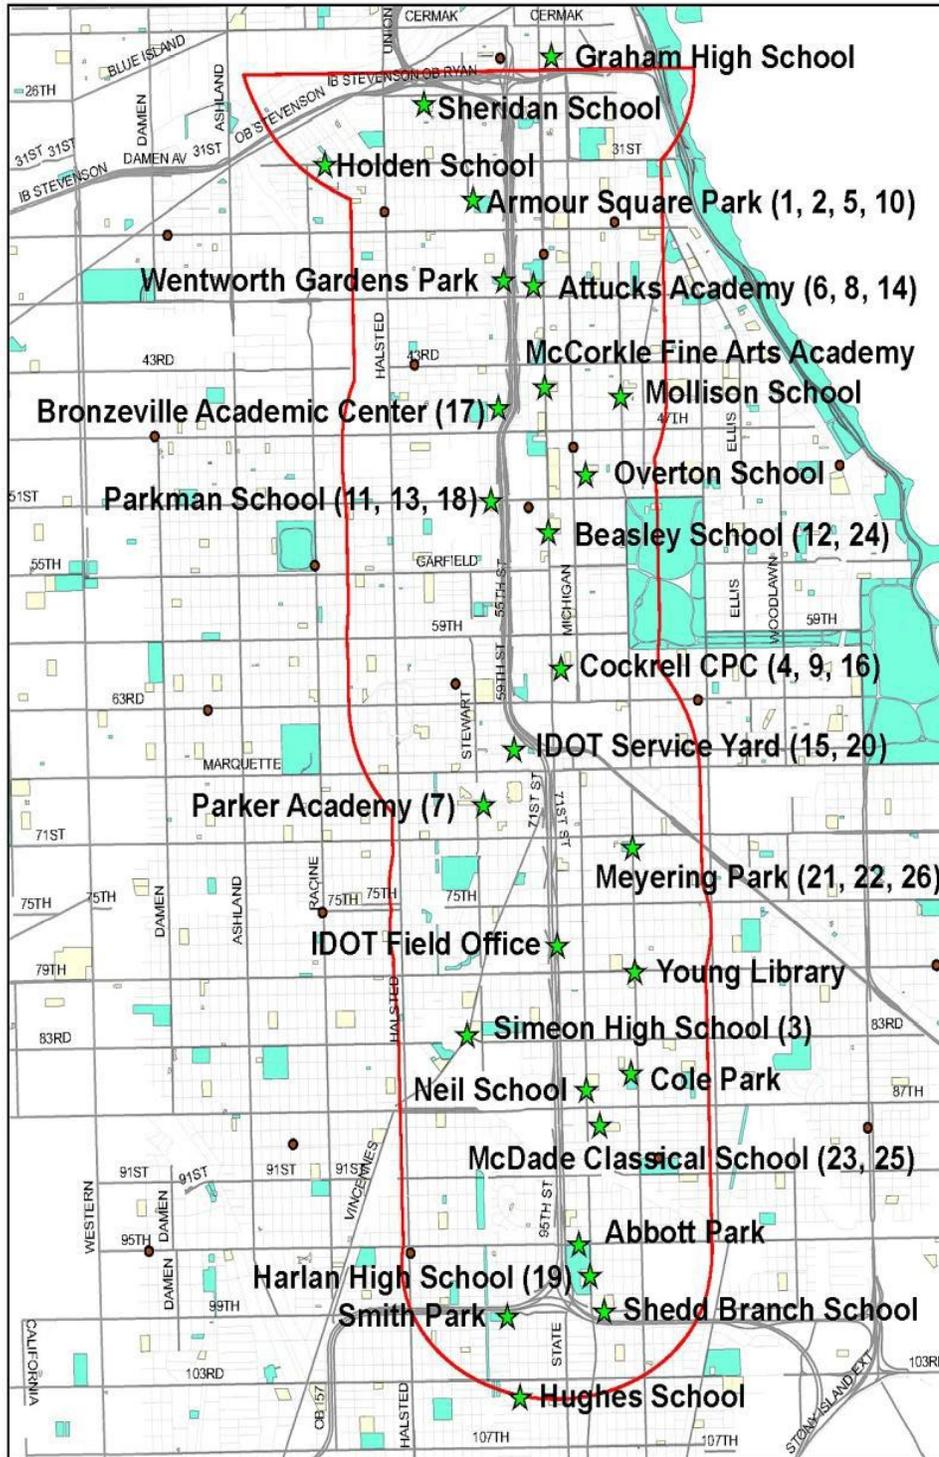 CERMAK
CERMAK
UNION
BLUE ISLAND
Graham High School
IB STEVENSON OB RYAN
26TH
ASHLAND
DAMEN
OB STEVENSON
Sheridan School
31ST 31ST
31ST
31ST
DAMEN AV
IB STEVENSON
Holden School
Armour Square Park (1, 2, 5, 10)
Wentworth Gardens Park
Attucks Academy (6, 8, 14)
HALSTED
43RD
43RD
McCorkle Fine Arts Academy
Mollison School
Bronzeville Academic Center (17)
47TH
ELLIS
Overton School
51ST
Parkman School (11, 13, 18)
Beasley School (12, 24)
55TH
GARFIELD
55TH ST
MICHIGAN
ELLIS
WOODLAWN
59TH
59TH
59TH ST
Cockrell CPC (4, 9, 16)
63RD
STEWART
IDOT Service Yard (15, 20)
MARQUETTE
Parker Academy (7)
71ST ST
71ST ST
71ST
Meyering Park (21, 22, 26)
RACINE
75TH
75TH
75TH
75TH
75TH
DAMEN
ASHLAND
IDOT Field Office
79TH
Young Library
HALSTED
83RD
Simeon High School (3)
83RD
Neil School
Cole Park
87TH
McDade Classical School (23, 25)
91ST
91ST
91ST
91ST
VINCENNES
WESTERN
DAMEN
95TH ST
95TH
Abbott Park
DAMEN
Harlan High School (19)
99TH
Smith Park
Shedd Branch School
CALIFORNIA
STATE
103RD
103RD
STONY ISLAND EXT
CB 157
HALSTED
Hughes School
107TH
107TH